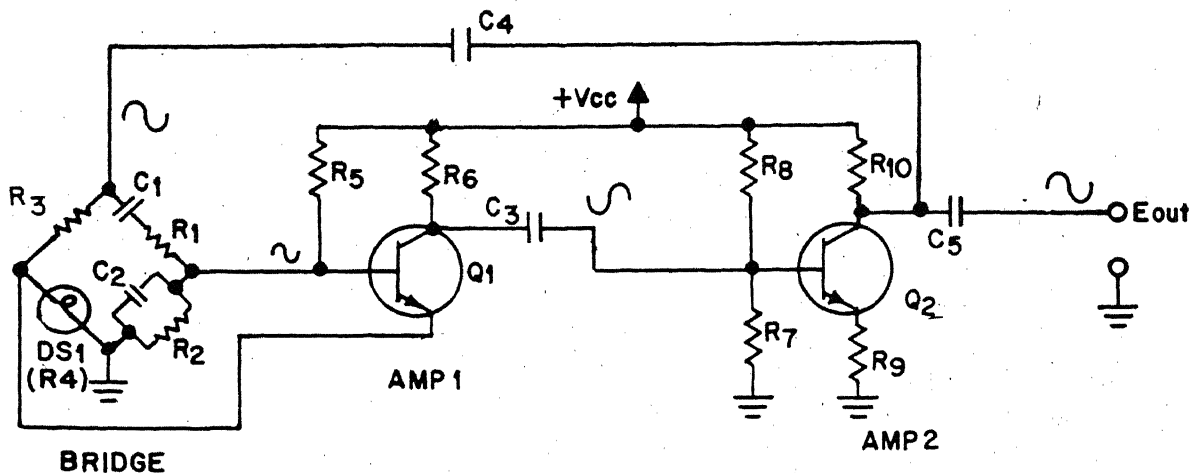 C4
+Vcc
R3
C1
R5
R6
R8
R10
R1
C3
Eout
C5
C2
Q1
Q2
R2
R7
DS1
(R4)
R9
AMP 1
AMP 2
BRIDGE